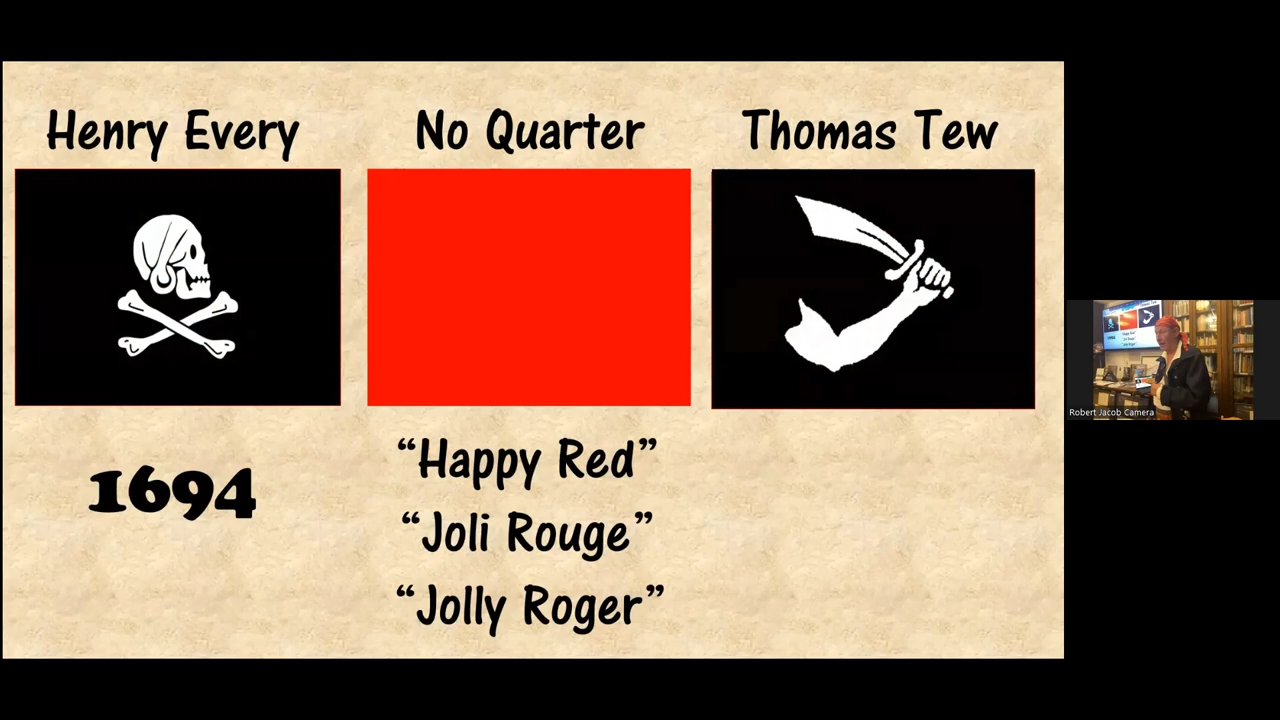 Henry Every
No Quarter
Thomas Tew
1694
“Happy Red”
“Joli Rouge”
“Jolly Roger”
Robert Jacob Camera